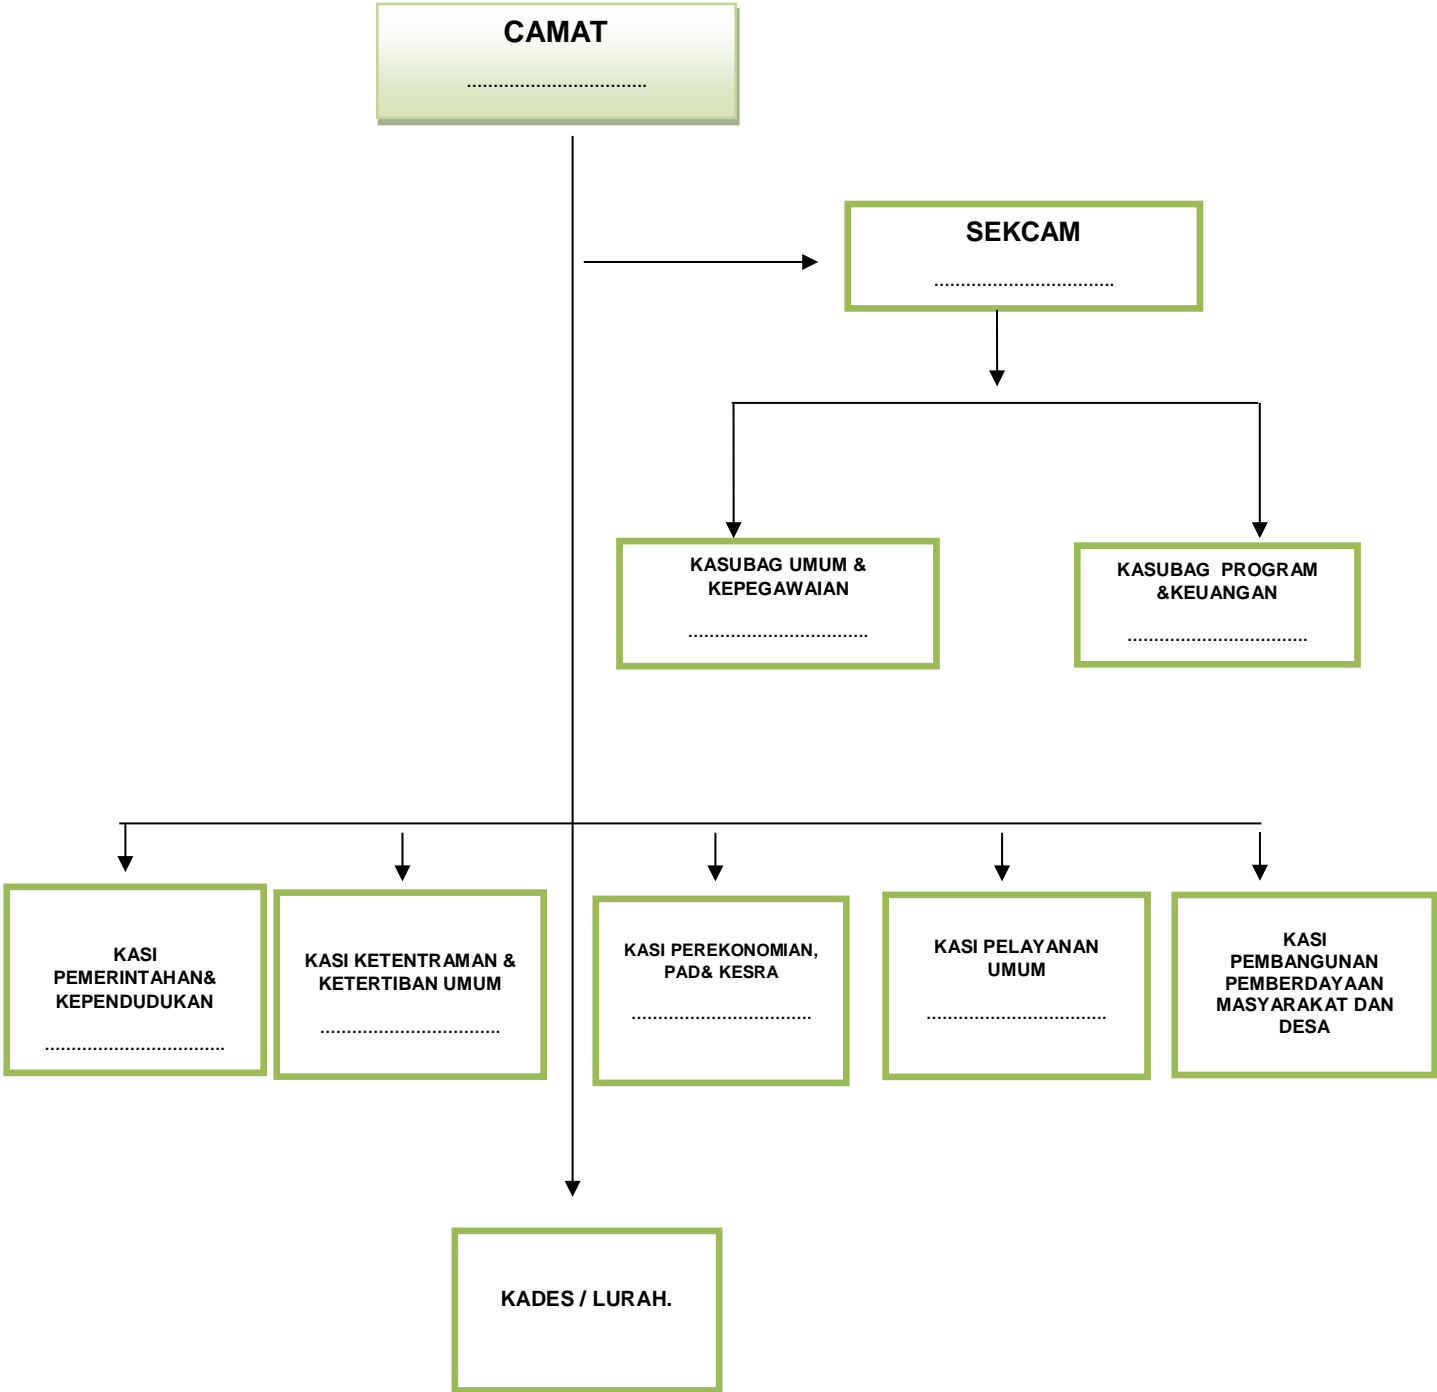 CAMAT
..................................
SEKCAM
..................................
KASUBAG UMUM &
KEPEGAWAIAN
..................................
KASUBAG  PROGRAM
&KEUANGAN
..................................
KASI
PEMERINTAHAN&
KEPENDUDUKAN
..................................
KASI KETENTRAMAN &
KETERTIBAN UMUM
..................................
KASI PEREKONOMIAN,
PAD& KESRA
..................................
KASI PELAYANAN
UMUM
..................................
KASI
PEMBANGUNAN
PEMBERDAYAAN
MASYARAKAT DAN
DESA
KADES / LURAH.